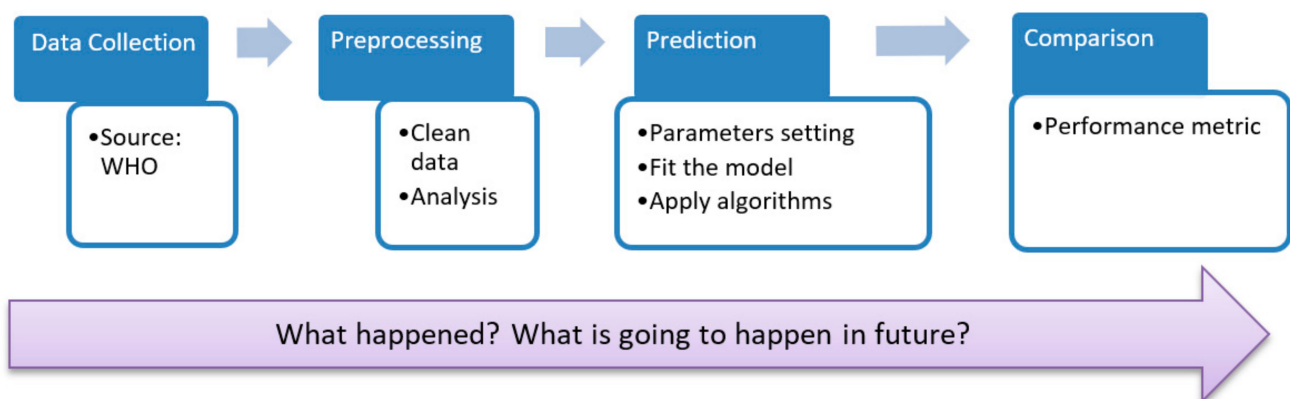 Data Collection
•Source:
WHO
Preprocessing
•Clean
data
•Analysis
Prediction
•Parameters setting
•Fit the model
•Apply algorithms
Comparison
•Performance metric
What happened? What is going to happen in future?